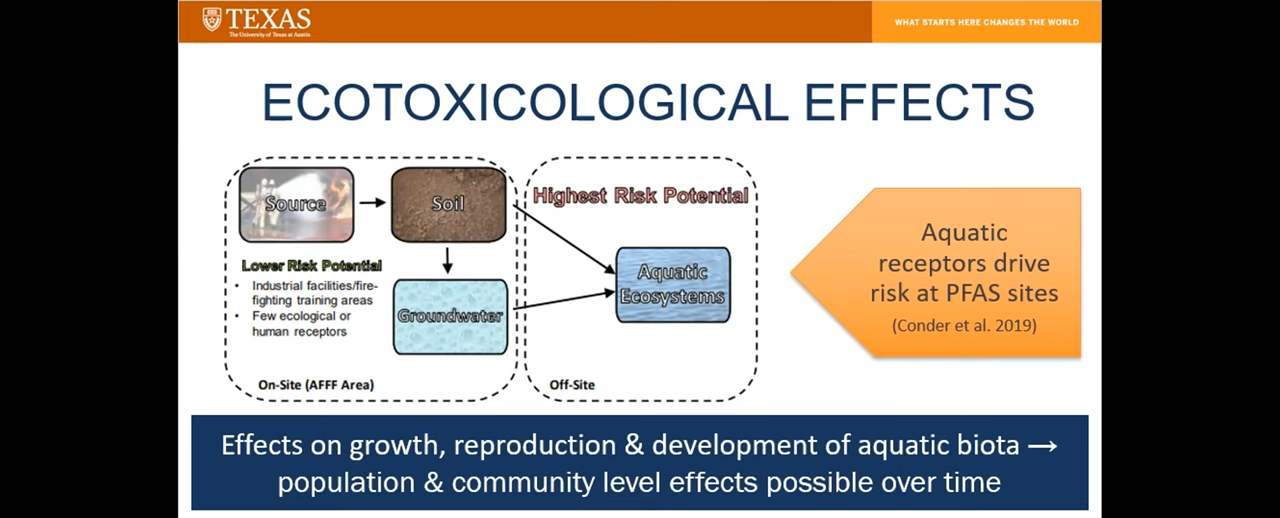 TEXAS
The University of Texas at Austin
WHAT STARTS HERE CHANGES THE WORLD
ECOTOXICOLOGICAL EFFECTS
Source
Soil
Highest Risk Potential
Lower Risk Potential
• Industrial facilities/fire-
fighting training areas
• Few ecological or
human receptors
Groundwater
Aquatic
Ecosystems
On-Site (AFFF Area)
Off-Site
Aquatic
receptors drive
risk at PFAS sites
(Conder et al. 2019)
Effects on growth, reproduction & development of aquatic biota →
population & community level effects possible over time